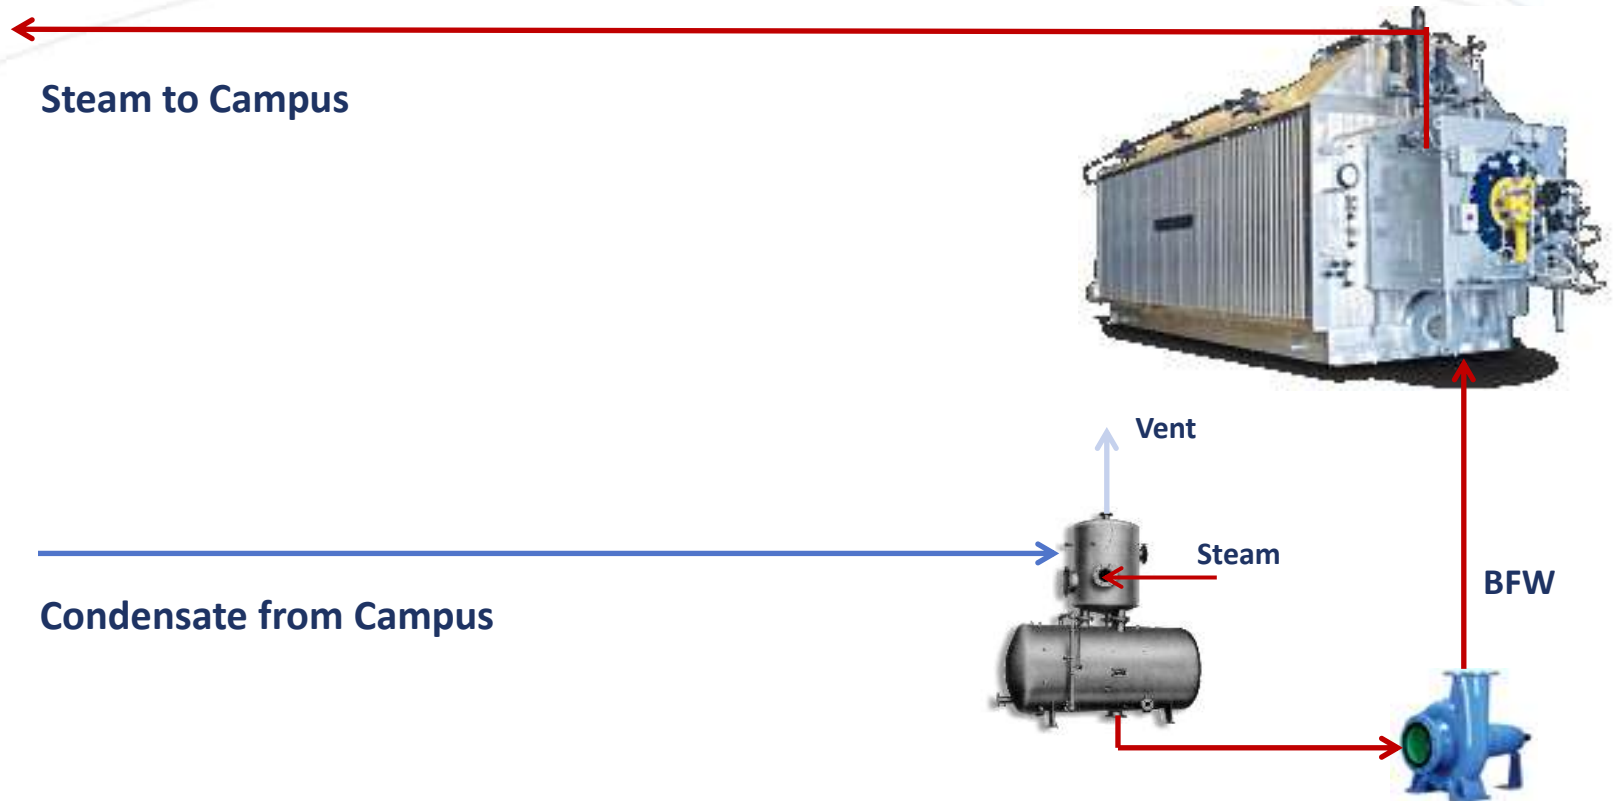 Steam to Campus
Vent
Steam
BFW
Condensate from Campus